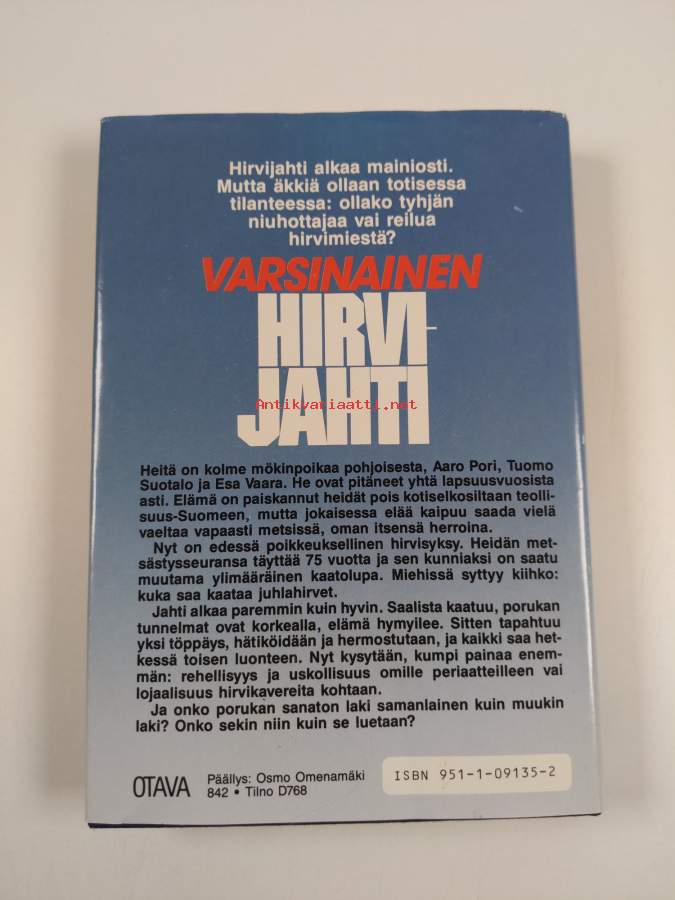 Hirvijahti alkaa mainiosti.
Mutta äkkiä ollaan totisessa
tilanteessa: ollako tyhjän
niuhottajaa vai reilua
hirvimiestä?
VARSINAINEN
HIRVI-
JAHTI
Antikvariaatti.net
Heitä on kolme mökinpoikaa pohjoisesta, Aaro Pori, Tuomo
Suotalo ja Esa Vaara. He ovat pitäneet yhtä lapsuusvuosista
asti. Elämä on paiskannut heidät pois kotiselkosiltaan teolli-
suus-Suomeen, mutta jokaisessa elää kaipuu saada vielä
vaeltaa vapaasti metsissä, oman itsensä herroina.
Nyt on edessä poikkeuksellinen hirvisyksy. Heidän met-
sästysseuransa täyttää 75 vuotta ja sen kunniaksi on saatu
muutama ylimääräinen kaatolupa. Miehissä syttyy kiihko:
kuka saa kaataa juhlahirvet.
Jahti alkaa paremmin kuin hyvin. Saalista kaatuu, porukan
tunnelmat ovat korkealla, elämä hymyilee. Sitten tapahtuu
yksi töppäys, hätiköidään ja hermostutaan, ja kaikki saa het-
kessä toisen luonteen. Nyt kysytään, kumpi painaa enem-
män: rehellisyys ja uskollisuus omille periaatteilleen vai
lojaalisuus hirvikavereita kohtaan.
Ja onko porukan sanaton laki samanlainen kuin muukin
laki? Onko sekin niin kuin se luetaan?
OTAVA
Päällys: Osmo Omenamäki
842 • Tilno D768
ISBN 951-1-09135-2